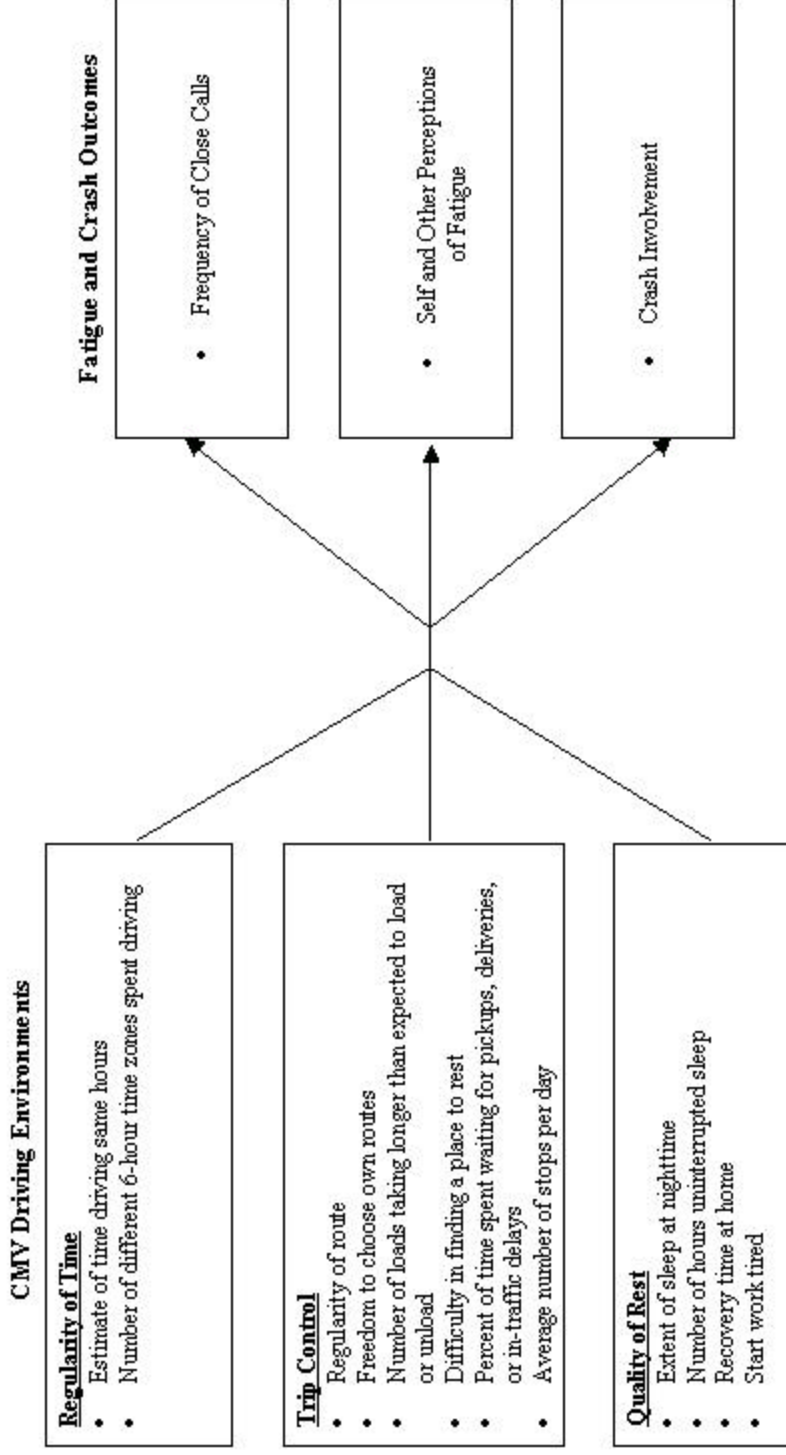 CMV Driving Environments
Regularity of Time
• Estimate of time driving same hours
• Number of different 6-hour time zones spent driving
Trip Control
• Regularity of route
• Freedom to choose own routes
• Number of loads taking longer than expected to load
or unload
• Difficulty in finding a place to rest
• Percent of time spent waiting for pickups, deliveries,
or in-traffic delays
• Average number of stops per day
Quality of Rest
• Extent of sleep at nighttime
• Number of hours uninterrupted sleep
• Recovery time at home
• Start work tired
Fatigue and Crash Outcomes
• Frequency of Close Calls
• Self and Other Perceptions
of Fatigue
• Crash Involvement